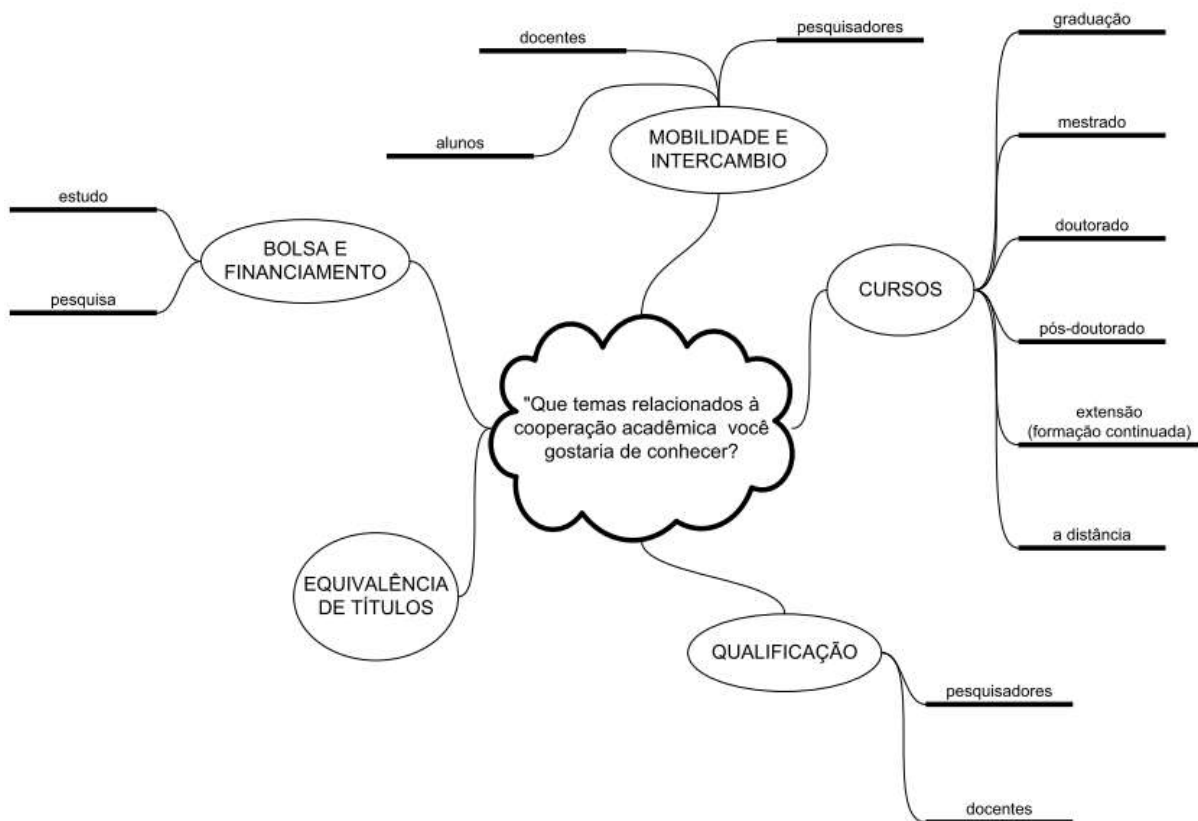 docentes
pesquisadores
alunos
MOBILIDADE E
INTERCAMBIO
graduação
mestrado
doutorado
pós-doutorado
extensão
(formação continuada)
a distância
CURSOS
estudo
pesquisa
BOLSA E
FINANCIAMENTO
"Que temas relacionados à
cooperação acadêmica você
gostaria de conhecer?
EQUIVALÊNCIA
DE TÍTULOS
QUALIFICAÇÃO
pesquisadores
docentes